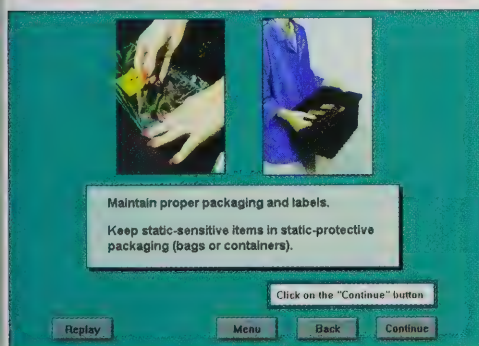 Maintain proper packaging and labels.
Keep static-sensitive items in static-protective
packaging (bags or containers).
Click on the "Continue" button
Replay
Menu
Back
Continue